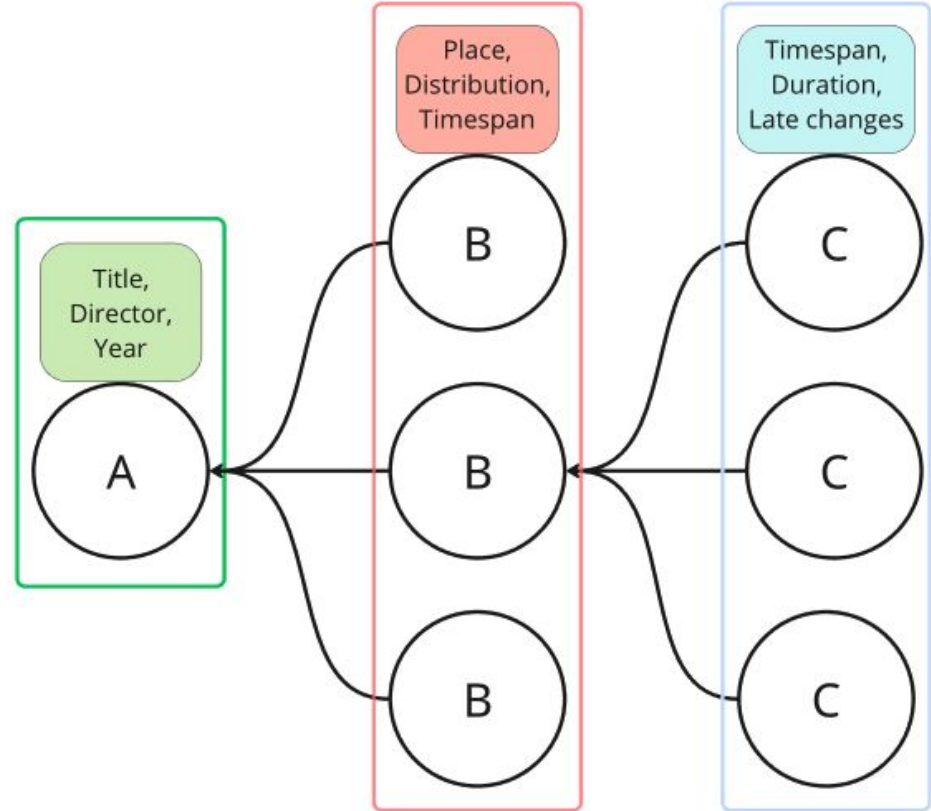 Title,
Director,
Year
A
Place,
Distribution,
Timespan
B
B
B
Timespan,
Duration,
Late changes
C
C
C